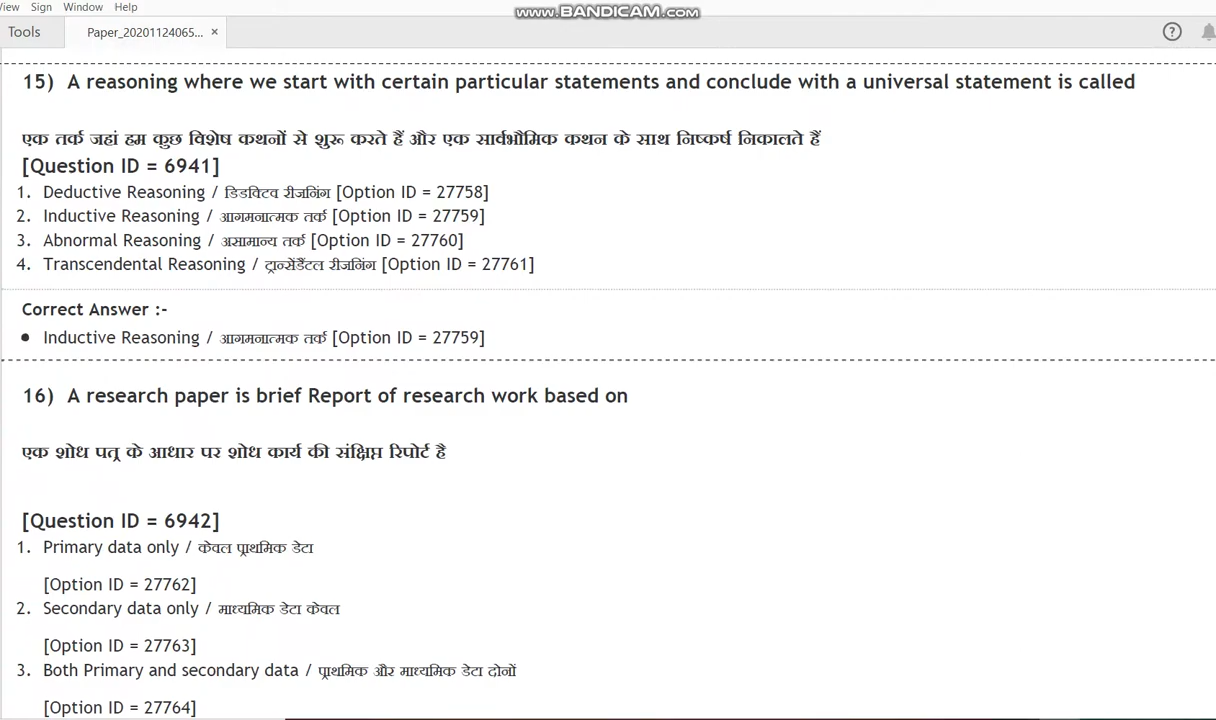 View Sign Window Help
www.BANDICAM.com
Tools Paper_20201124065... ×
15) A reasoning where we start with certain particular statements and conclude with a universal statement is called
एक तर्क जहां हम कुछ विशेष कथनों से शुरू करते हैं और एक सार्वभौमिक कथन के साथ निष्कर्ष निकालते हैं
[Question ID = 6941]
1. Deductive Reasoning / डिडक्टिव रीजनिंग [Option ID = 27758]
2. Inductive Reasoning / आगमनात्मक तर्क [Option ID = 27759]
3. Abnormal Reasoning / असामान्य तर्क [Option ID = 27760]
4. Transcendental Reasoning / ट्रान्सेंडैंटल रीजनिंग [Option ID = 27761]
Correct Answer :-
• Inductive Reasoning / आगमनात्मक तर्क [Option ID = 27759]
16) A research paper is brief Report of research work based on
एक शोध पत्र के आधार पर शोध कार्य की संक्षिप्त रिपोर्ट है
[Question ID = 6942]
1. Primary data only / केवल प्राथमिक डेटा
[Option ID = 27762]
2. Secondary data only / माध्यमिक डेटा केवल
[Option ID = 27763]
3. Both Primary and secondary data / प्राथमिक और माध्यमिक डेटा दोनों
[Option ID = 27764]